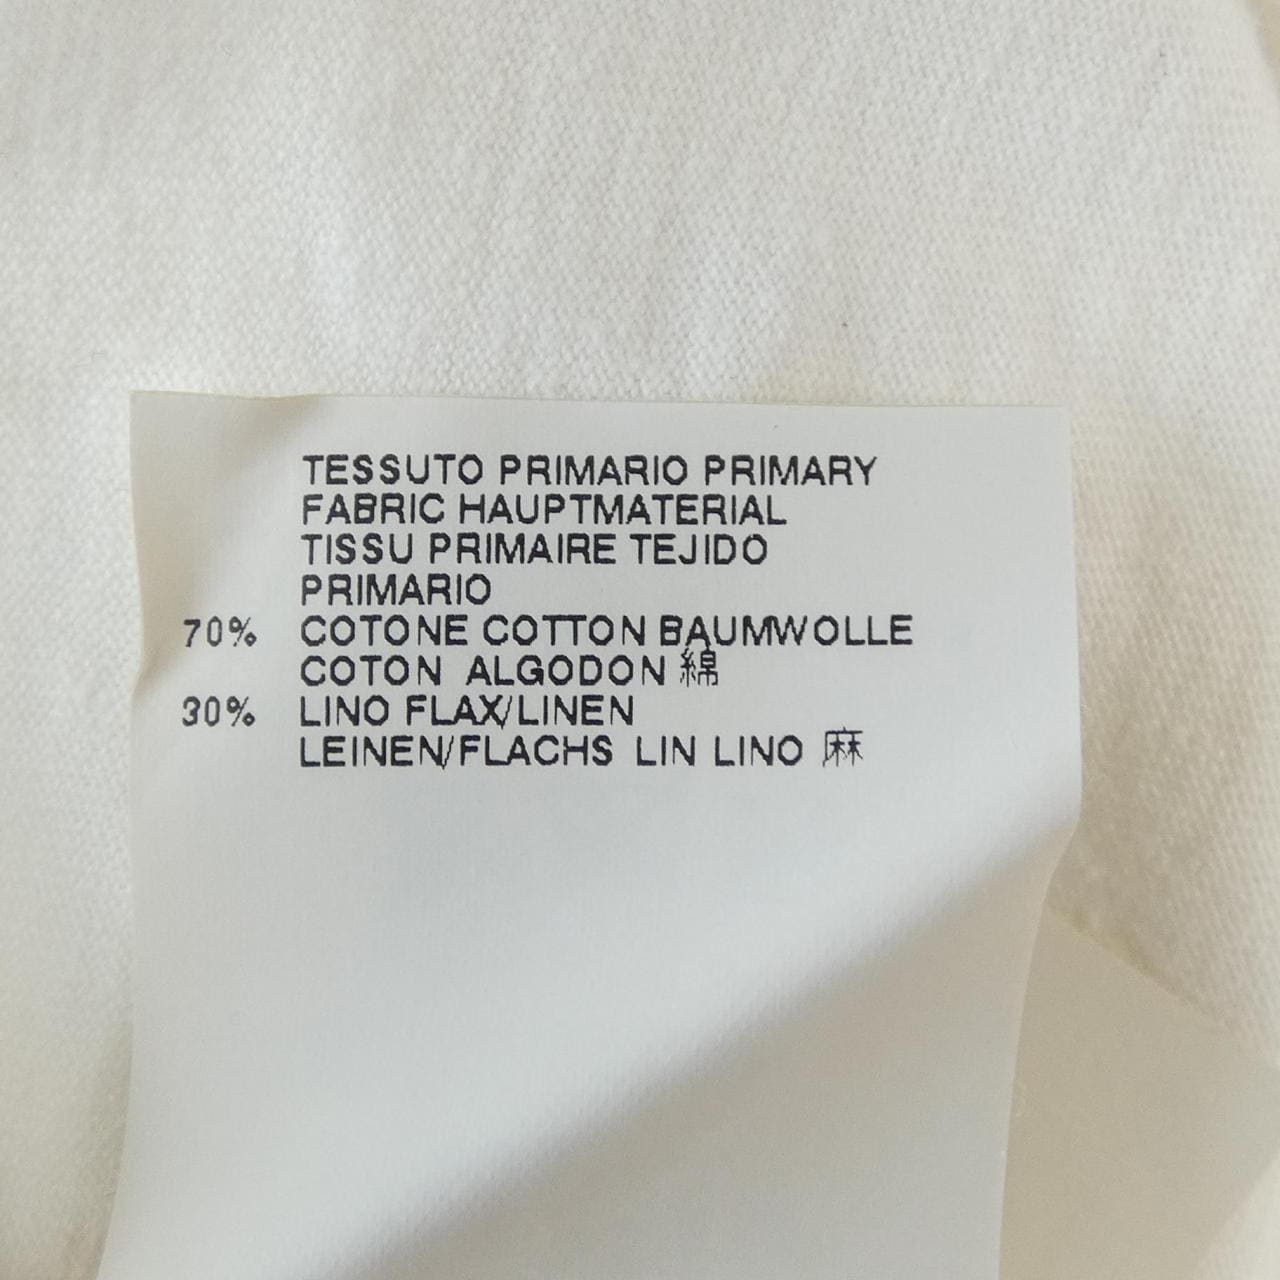 TESSUTO PRIMARIO PRIMARY
FABRIC HAUPTMATERIAL
TISSU PRIMAIRE TEJIDO
PRIMARIO
70% COTONE COTTON BAUMWOLLE
COTON ALGODON 綿
30% LINO FLAX/LINEN
LEINEN/FLACHS LIN LINO 麻